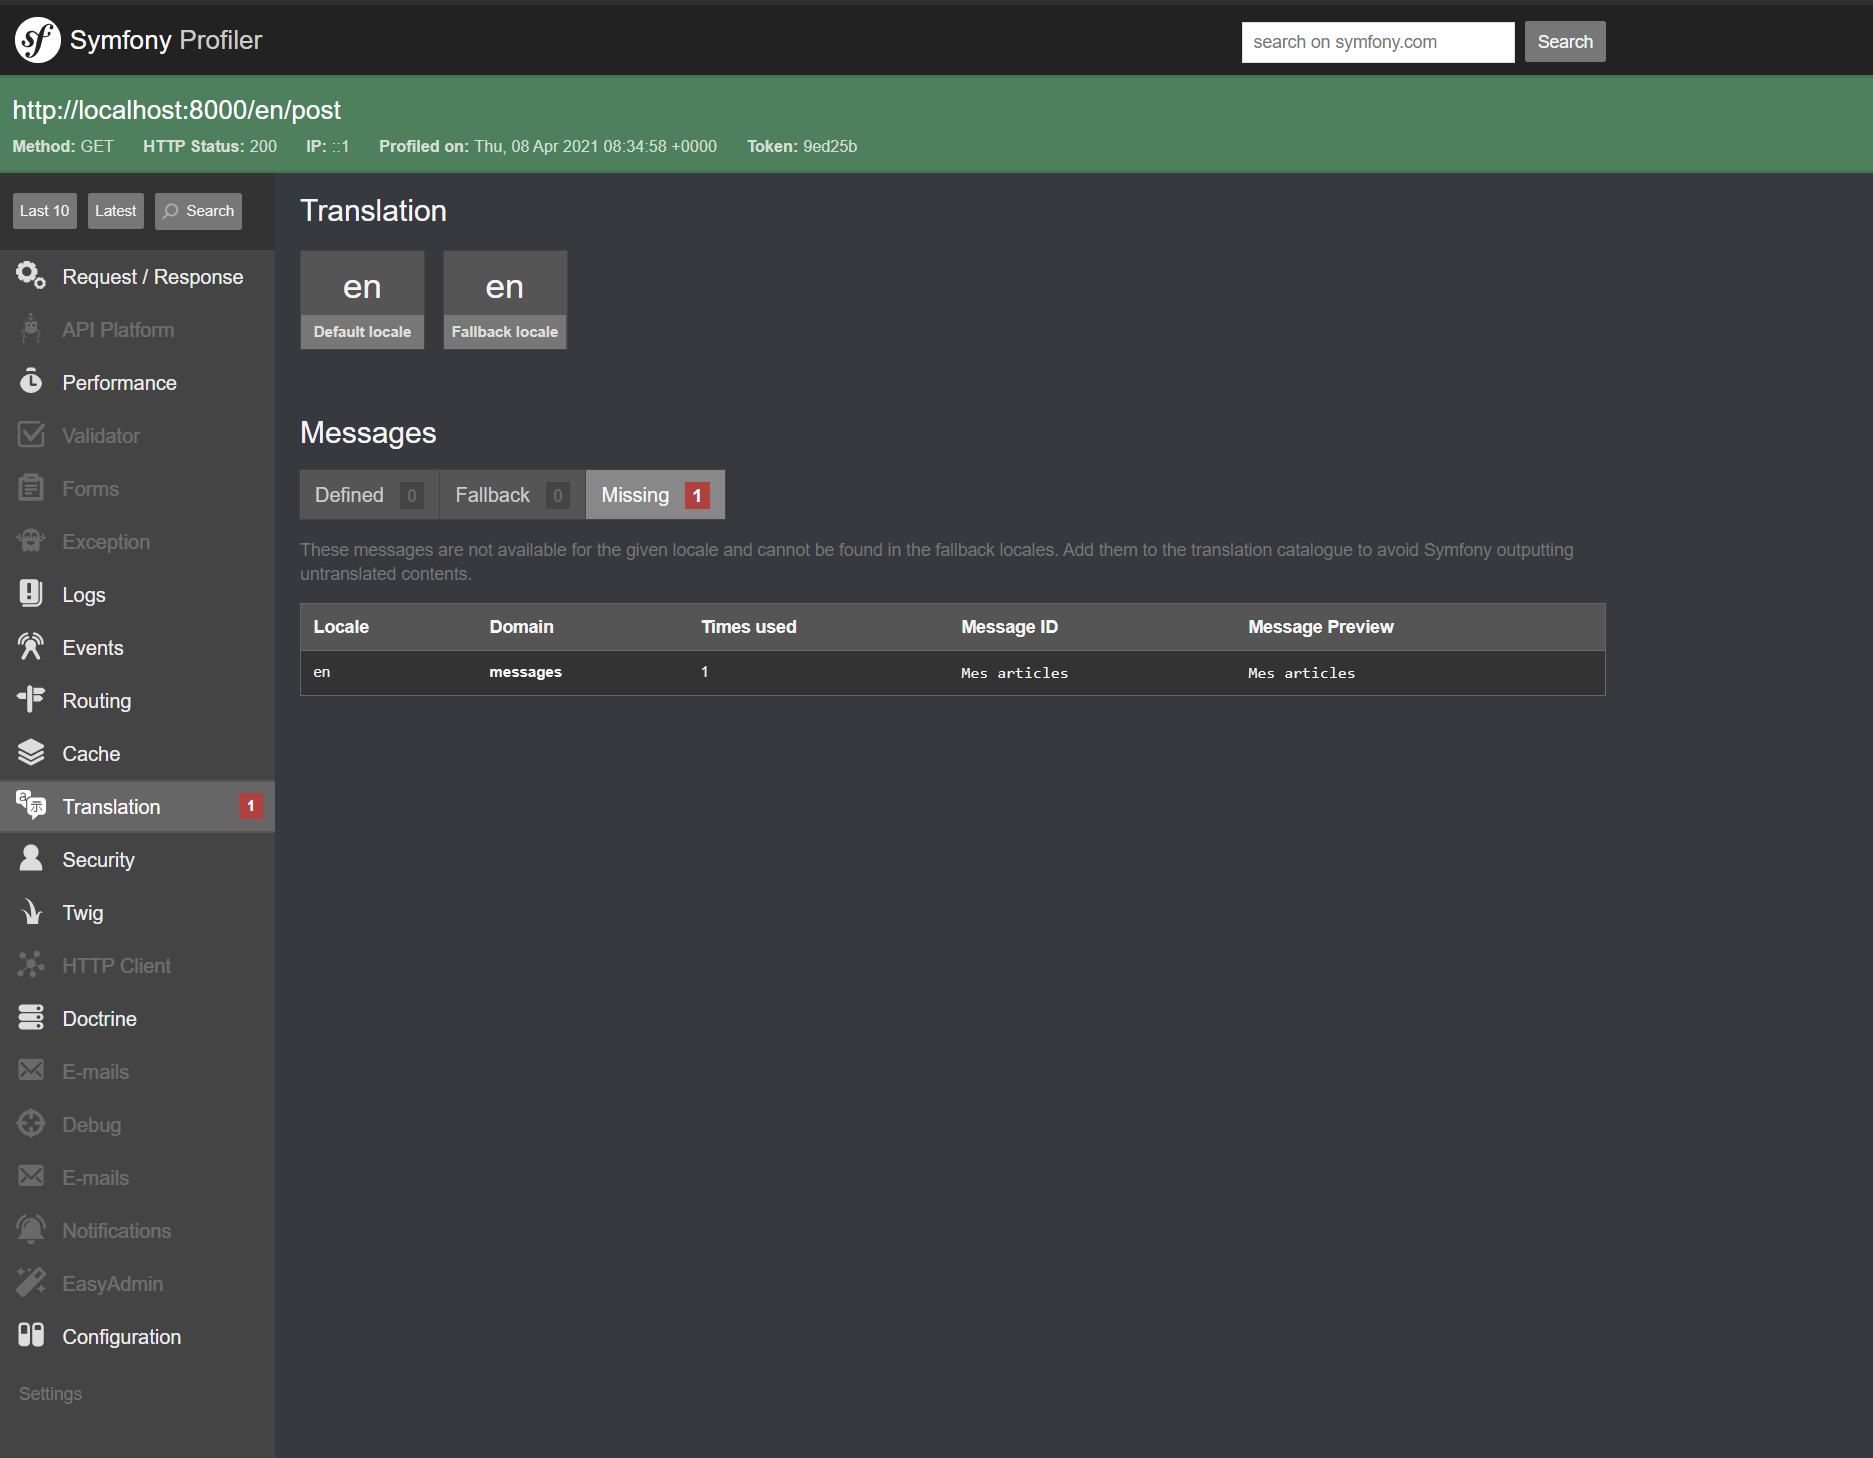 sf Symfony Profiler
search on symfony.com Search
http://localhost:8000/en/post
Method: GET HTTP Status: 200 IP: ::1 Profiled on: Thu, 08 Apr 2021 08:34:58 +0000 Token: 9ed25b
Last 10 Latest Search
Request / Response
API Platform
Performance
Validator
Forms
Exception
Logs
Events
Routing
Cache
Translation 1
Security
Twig
HTTP Client
Doctrine
E-mails
Debug
E-mails
Notifications
EasyAdmin
Configuration
Settings
Translation
en en
Default locale Fallback locale
Messages
Defined 0 Fallback 0 Missing 1
These messages are not available for the given locale and cannot be found in the fallback locales. Add them to the translation catalogue to avoid Symfony outputting
untranslated contents.
Locale Domain Times used Message ID Message Preview
en messages 1 Mes articles Mes articles